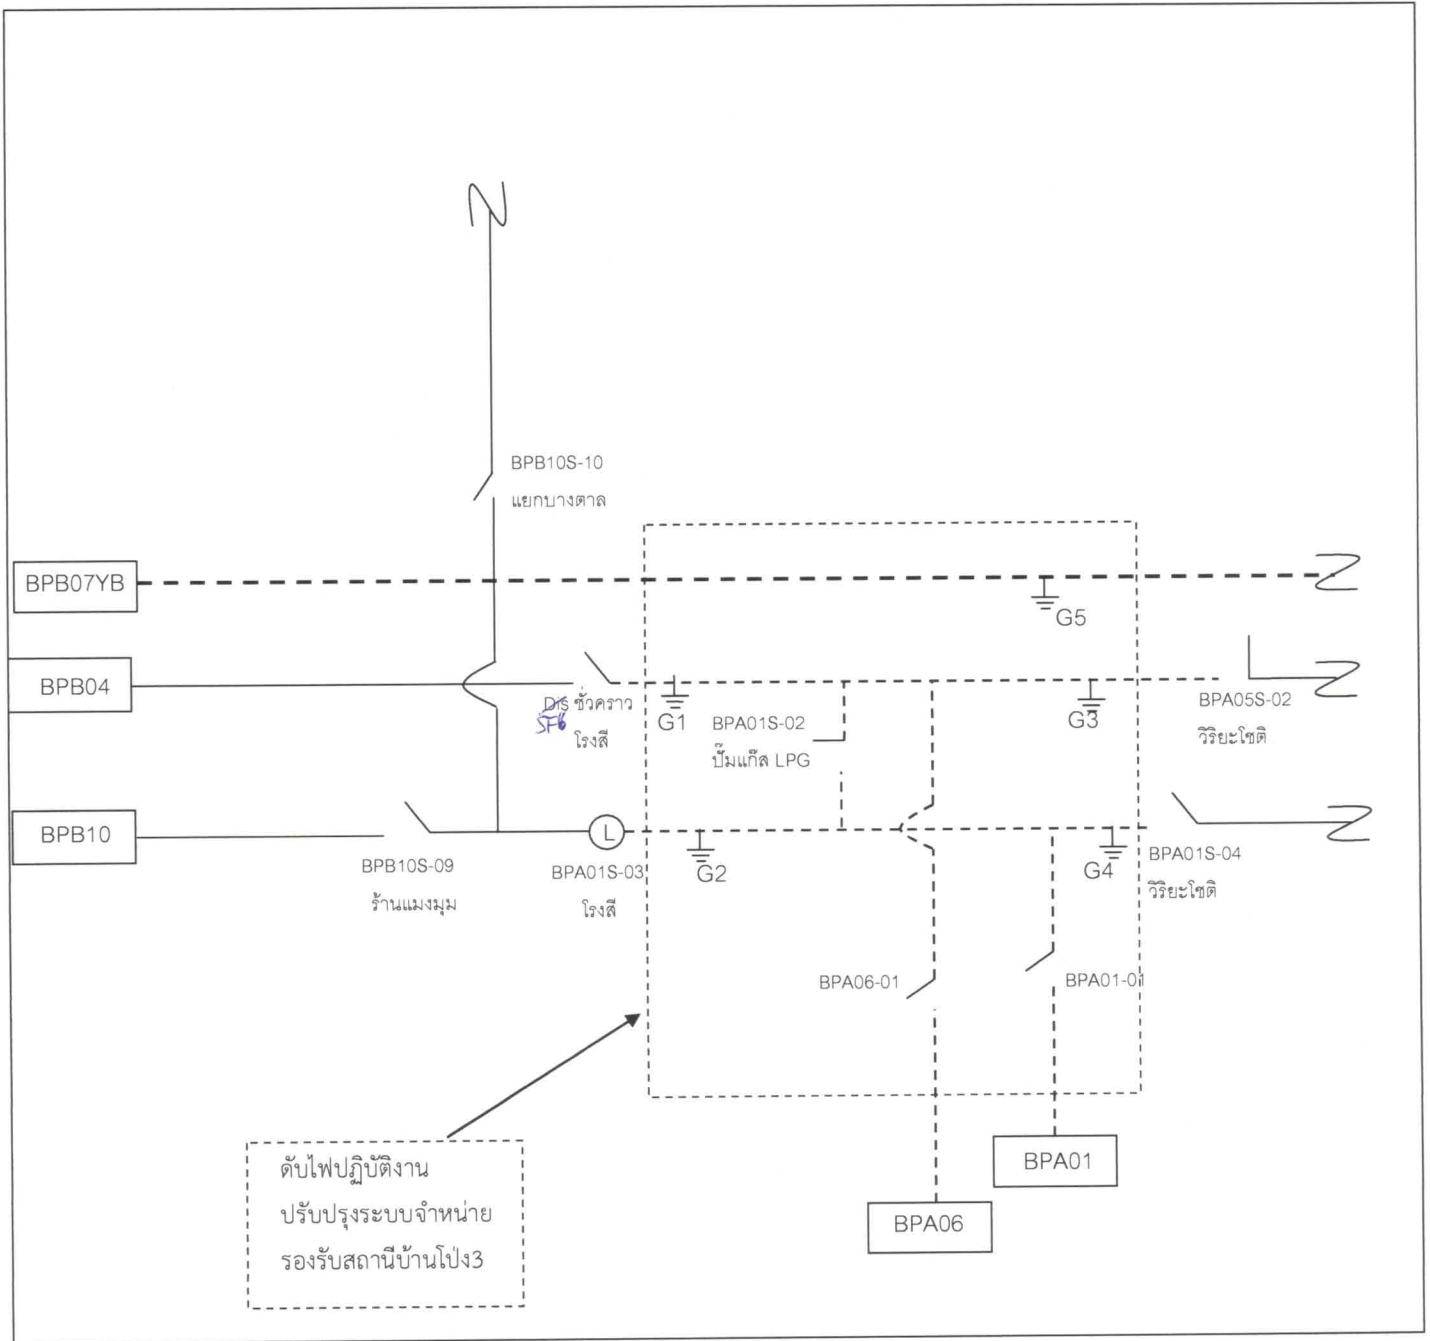 BPB10S-10
แยกบางตาล
BPB07YB
G5
BPB04
Dis ชั่วคราว
SF6
โรงสี
G1
BPA01S-02
ปั๊มแก๊ส LPG
G3
BPA05S-02
วิริยะโชติ
BPB10
BPB10S-09
ร้านแมงมุม
L
BPA01S-03
โรงสี
G2
G4
BPA01S-04
วิริยะโชติ
BPA06-01
BPA01-01
BPA01
BPA06
ดับไฟปฏิบัติงาน
ปรับปรุงระบบจำหน่าย
รองรับสถานีบ้านโป่ง3